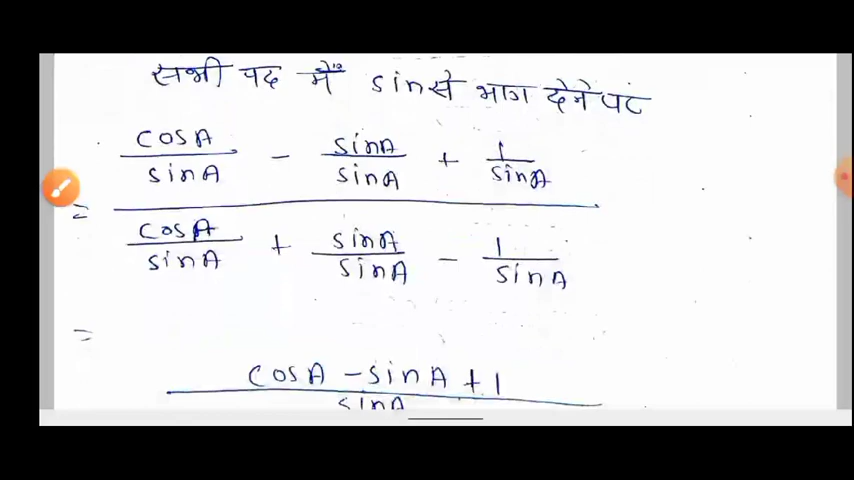 सभी पद में sin से भाग देने पर
cosA/sinA - sinA/sinA + 1/sinA
=
cosA/sinA + sinA/sinA - 1/sinA
=
cosA - sinA + 1
sinA